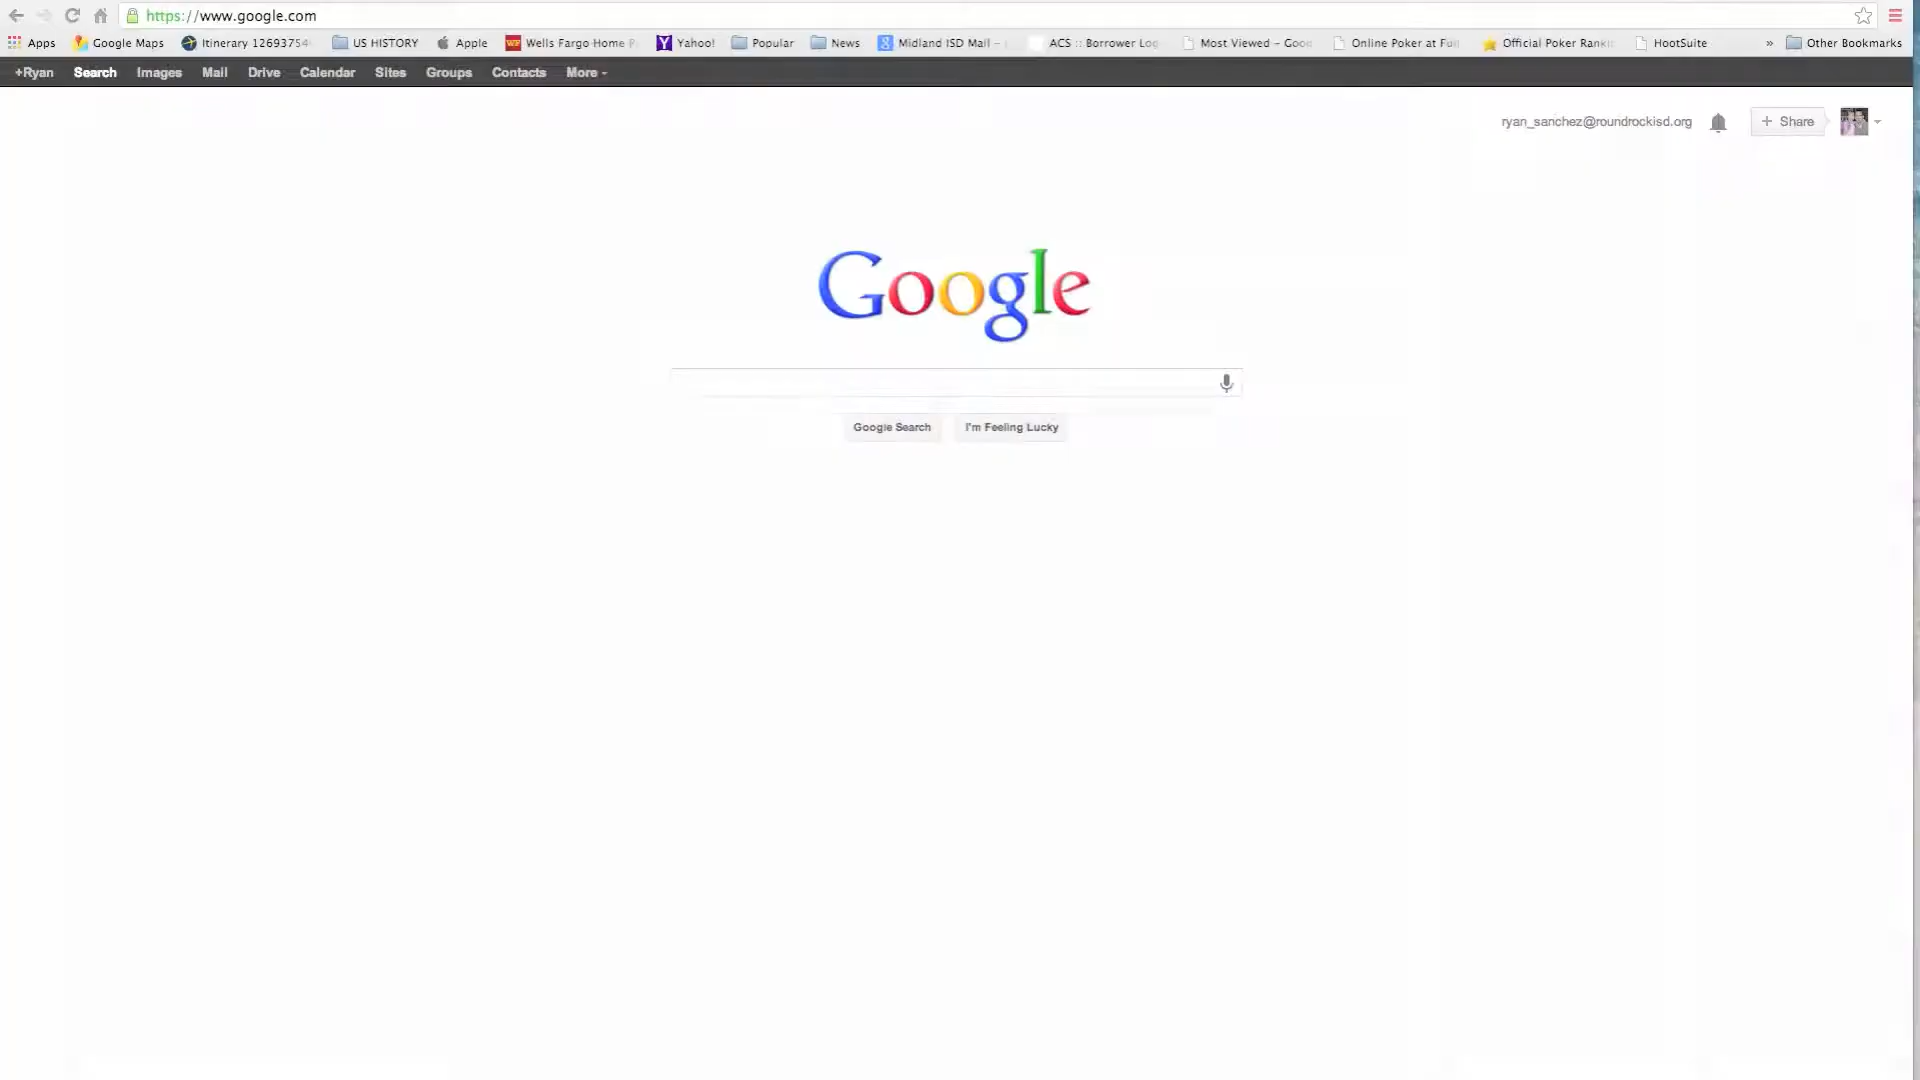 https://www.google.com
Apps Google Maps Itinerary 12693754 US HISTORY Apple Wells Fargo Home P Yahoo! Popular News Midland ISD Mail – ACS :: Borrower Log Most Viewed – Goo Online Poker at Ful Official Poker Ranki HootSuite » Other Bookmarks
+Ryan Search Images Mail Drive Calendar Sites Groups Contacts More
ryan_sanchez@roundrockisd.org + Share
Google
Google Search I'm Feeling Lucky